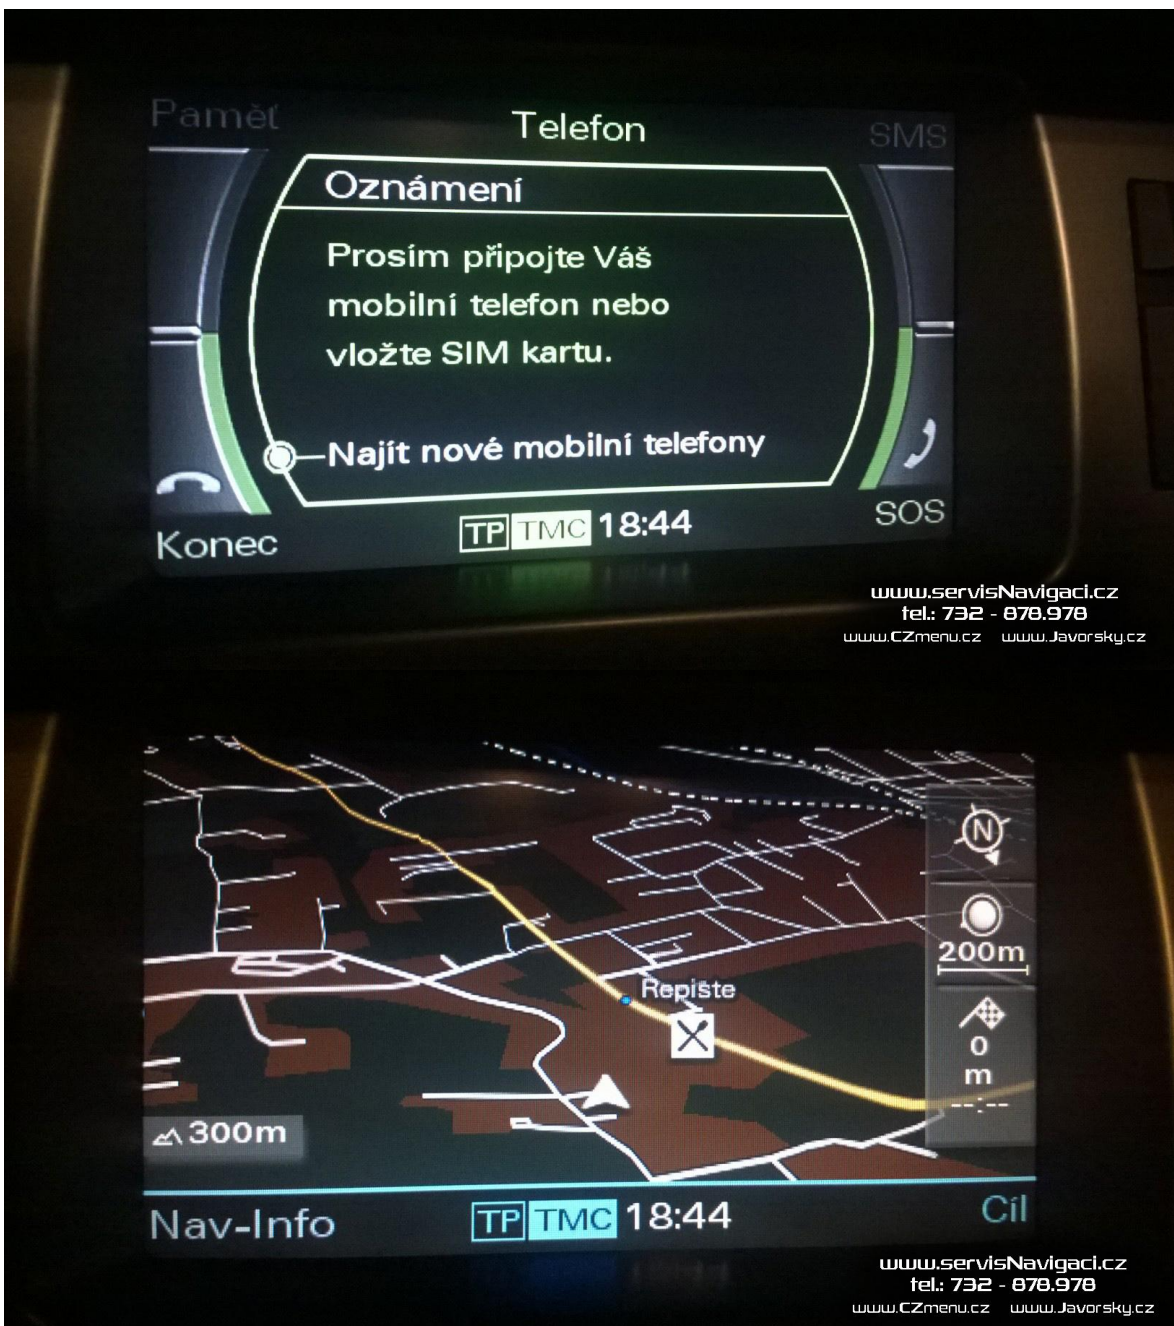 Paměť
Telefon
SMS
Oznámení
Prosím připojte Váš
mobilní telefon nebo
vložte SIM kartu.
Najít nové mobilní telefony
Konec
TP TMC 18:44
SOS
www.servisNavigaci.cz
tel.: 732 - 878.978
www.CZmenu.cz www.Javorsky.cz
N
200m
Repiste
0
m
--:--
300m
Nav-Info
TP TMC 18:44
Cíl
www.servisNavigaci.cz
tel.: 732 - 878.978
www.CZmenu.cz www.Javorsky.cz